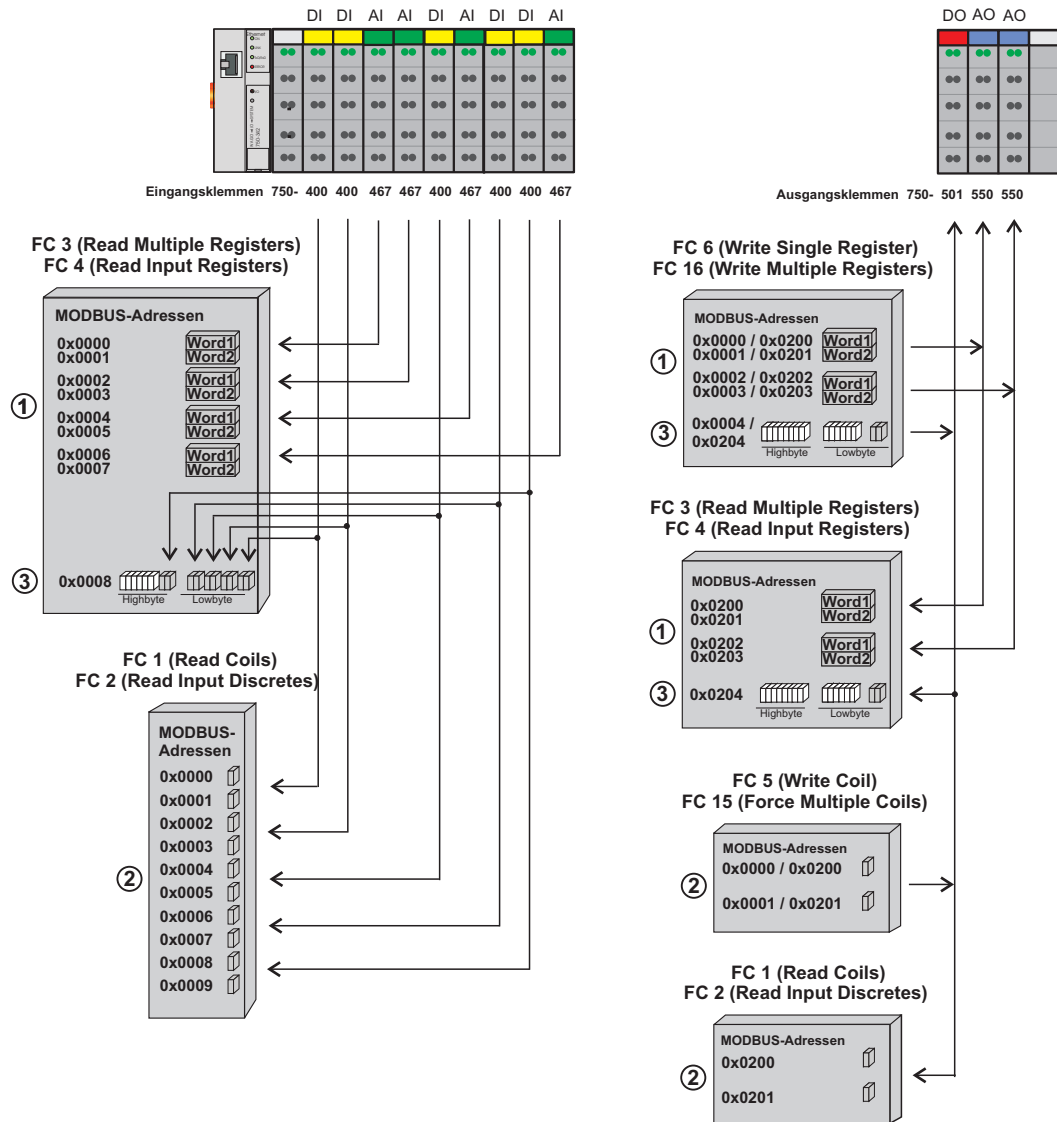 DI DI AI AI DI AI DI DI AI
Ethernet
ON
LINK
ERROR
750-362
Eingangsklemmen 750- 400 400 467 467 400 467 400 400 467
FC 3 (Read Multiple Registers)
FC 4 (Read Input Registers)
MODBUS-Adressen
0x0000 Word1
0x0001 Word2
0x0002 Word1
0x0003 Word2
1
0x0004 Word1
0x0005 Word2
0x0006 Word1
0x0007 Word2
3 0x0008
Highbyte Lowbyte
FC 1 (Read Coils)
FC 2 (Read Input Discretes)
MODBUS-
Adressen
0x0000
0x0001
0x0002
0x0003
0x0004
2
0x0005
0x0006
0x0007
0x0008
0x0009
DO AO AO
Ausgangsklemmen 750- 501 550 550
FC 6 (Write Single Register)
FC 16 (Write Multiple Registers)
MODBUS-Adressen
0x0000 / 0x0200 Word1
0x0001 / 0x0201 Word2
1
0x0002 / 0x0202 Word1
0x0003 / 0x0203 Word2
3 0x0004 /
0x0204
Highbyte Lowbyte
FC 3 (Read Multiple Registers)
FC 4 (Read Input Registers)
MODBUS-Adressen
0x0200 Word1
0x0201 Word2
1
0x0202 Word1
0x0203 Word2
3 0x0204
Highbyte Lowbyte
FC 5 (Write Coil)
FC 15 (Force Multiple Coils)
MODBUS-Adressen
0x0000 / 0x0200
2
0x0001 / 0x0201
FC 1 (Read Coils)
FC 2 (Read Input Discretes)
MODBUS-Adressen
0x0200
2
0x0201